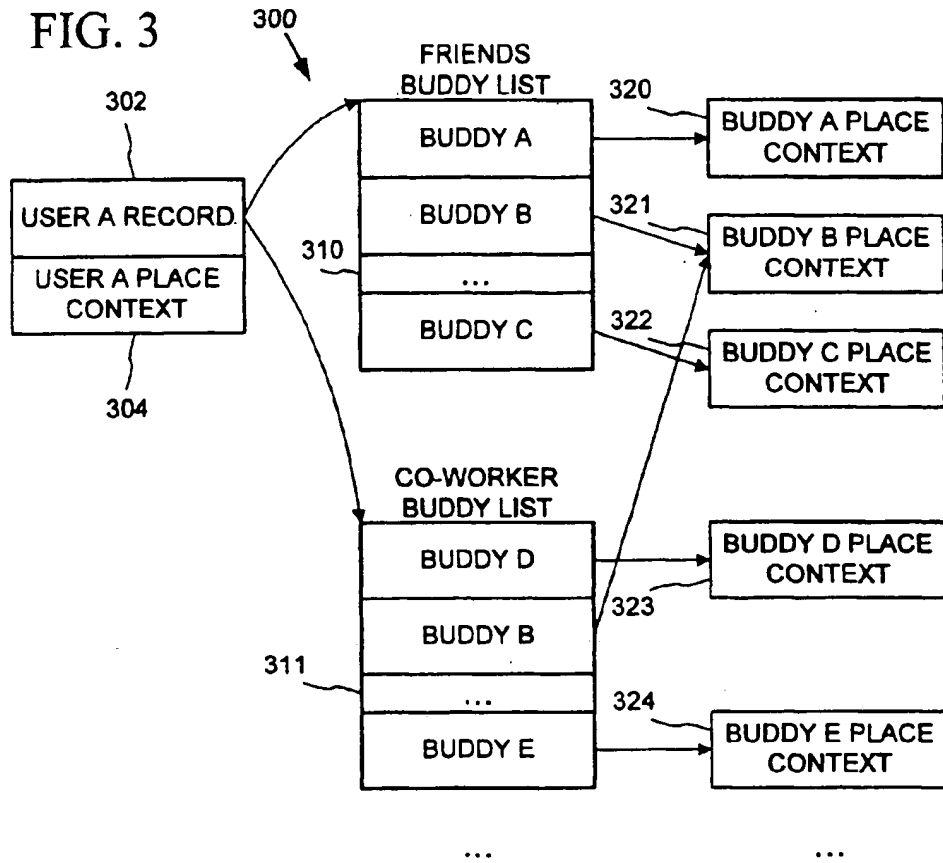 FIG. 3
300
302
USER A RECORD
USER A PLACE
CONTEXT
304
FRIENDS
BUDDY LIST
BUDDY A
BUDDY B
310
...
BUDDY C
320
BUDDY A PLACE
CONTEXT
321
BUDDY B PLACE
CONTEXT
322
BUDDY C PLACE
CONTEXT
CO-WORKER
BUDDY LIST
BUDDY D
BUDDY B
311
...
BUDDY E
BUDDY D PLACE
CONTEXT
323
324
BUDDY E PLACE
CONTEXT
...
...